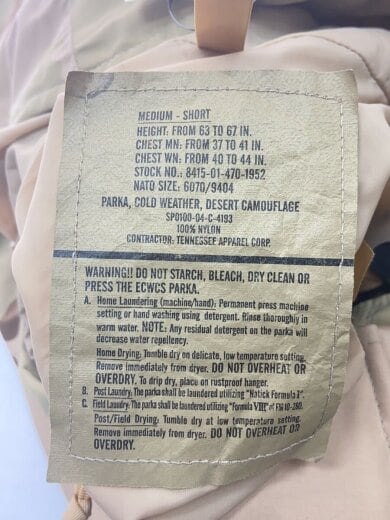 MEDIUM - SHORT
HEIGHT: FROM 63 TO 67 IN.
CHEST MN: FROM 37 TO 41 IN.
CHEST WN: FROM 40 TO 44 IN.
STOCK NO.: 8415-01-470-1952
NATO SIZE: 6070/9404
PARKA, COLD WEATHER, DESERT CAMOUFLAGE
SPO100-04-C-4193
100% NYLON
CONTRACTOR: TENNESSEE APPAREL CORP.
WARNING!! DO NOT STARCH, BLEACH, DRY CLEAN OR
PRESS THE ECWCS PARKA.
A. Home Laundering (machine/hand): Permanent press machine
setting or hand washing using detergent. Rinse thoroughly in
warm water. NOTE: Any residual detergent on the parka will
decrease water repellency.
Home Drying: Tumble dry on delicate, low temperature setting.
Remove immediately from dryer. DO NOT OVERHEAT OR
OVERDRY. To drip dry, place on rustproof hanger.
B. Post Laundry: The parka shall be laundered utilizing "Natick Formula I".
C. Field Laundry: The parka shall be laundered utilizing "Formula VIII" of FM 10-280.
Post/Field Drying: Tumble dry at low temperature setting.
Remove immediately from dryer. DO NOT OVERHEAT OR
OVERDRY.